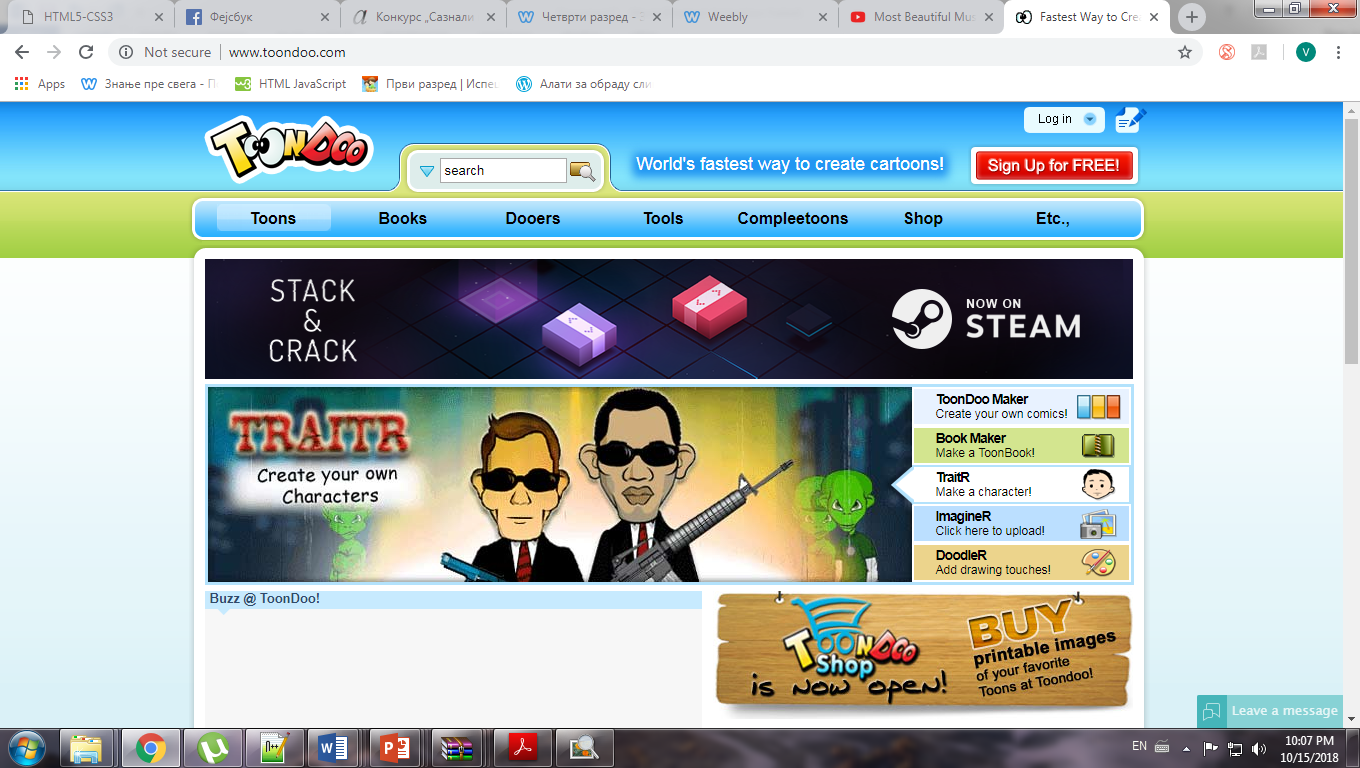 HTML5-CSS3
Фејсбук
Конкурс „Сазнали
Четврти разред -
Weebly
Most Beautiful Mus
Fastest Way to Cre
Not secure
www.toondoo.com
V
Apps
Знање пре свега - П
HTML JavaScript
Први разред | Испе
Алати за обраду сли
TOONDOO
search
World's fastest way to create cartoons!
Log in
Sign Up for FREE!
Toons
Books
Dooers
Tools
Compleetoons
Shop
Etc.,
STACK
&
CRACK
NOW ON
STEAM
TRAITR
Create your own
Characters
ToonDoo Maker
Create your own comics!
Book Maker
Make a ToonBook!
TraitR
Make a character!
ImagineR
Click here to upload!
DoodleR
Add drawing touches!
Buzz @ ToonDoo!
TOONDOO
Shop
is now open!
BUY
printable images
of your favorite
Toons at Toondoo!
Leave a message
EN
10:07 PM
10/15/2018